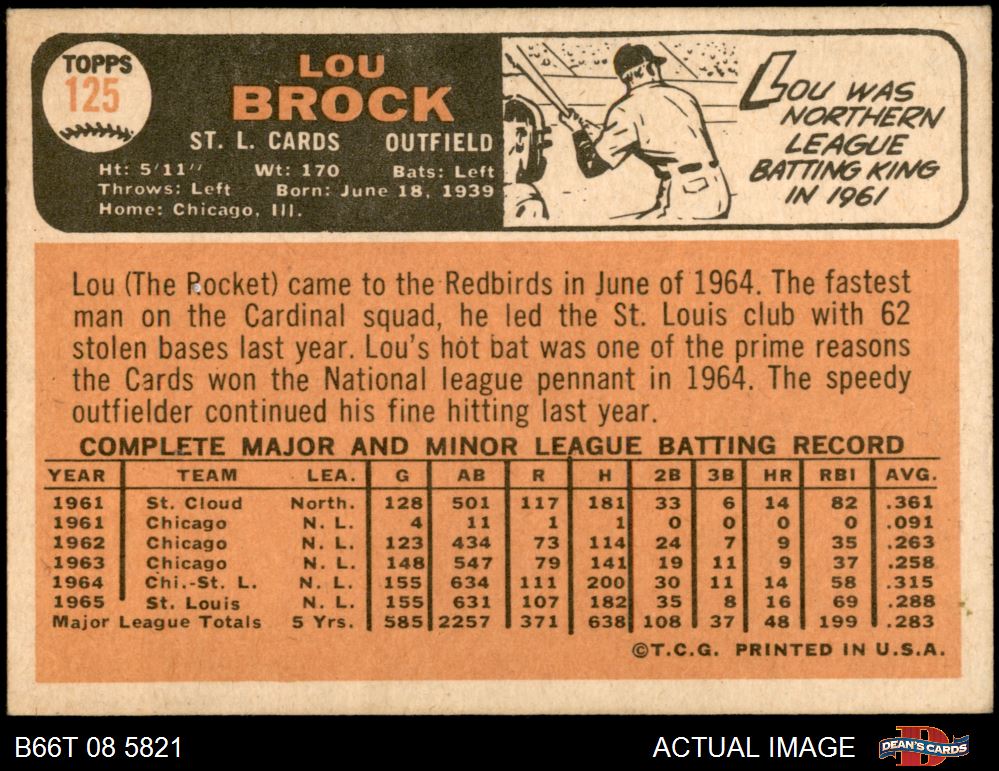 TOPPS
125
LOU
BROCK
ST. L. CARDS OUTFIELD
Ht: 5'11" Wt: 170 Bats: Left
Throws: Left Born: June 18, 1939
Home: Chicago, Ill.
LOU WAS
NORTHERN
LEAGUE
BATTING KING
IN 1961
Lou (The Rocket) came to the Redbirds in June of 1964. The fastest
man on the Cardinal squad, he led the St. Louis club with 62
stolen bases last year. Lou's hot bat was one of the prime reasons
the Cards won the National league pennant in 1964. The speedy
outfielder continued his fine hitting last year.
COMPLETE MAJOR AND MINOR LEAGUE BATTING RECORD
YEAR TEAM LEA. G AB R H 2B 3B HR RBI AVG.
1961 St. Cloud North. 128 501 117 181 33 6 14 82 .361
1961 Chicago N. L. 4 11 1 1 0 0 0 0 .091
1962 Chicago N. L. 123 434 73 114 24 7 9 35 .263
1963 Chicago N. L. 148 547 79 141 19 11 9 37 .258
1964 Chi.-St. L. N. L. 155 634 111 200 30 11 14 58 .315
1965 St. Louis N. L. 155 631 107 182 35 8 16 69 .288
Major League Totals 5 Yrs. 585 2257 371 638 108 37 48 199 .283
©T.C.G. PRINTED IN U.S.A.
B66T 08 5821 ACTUAL IMAGE DEAN'S CARDS